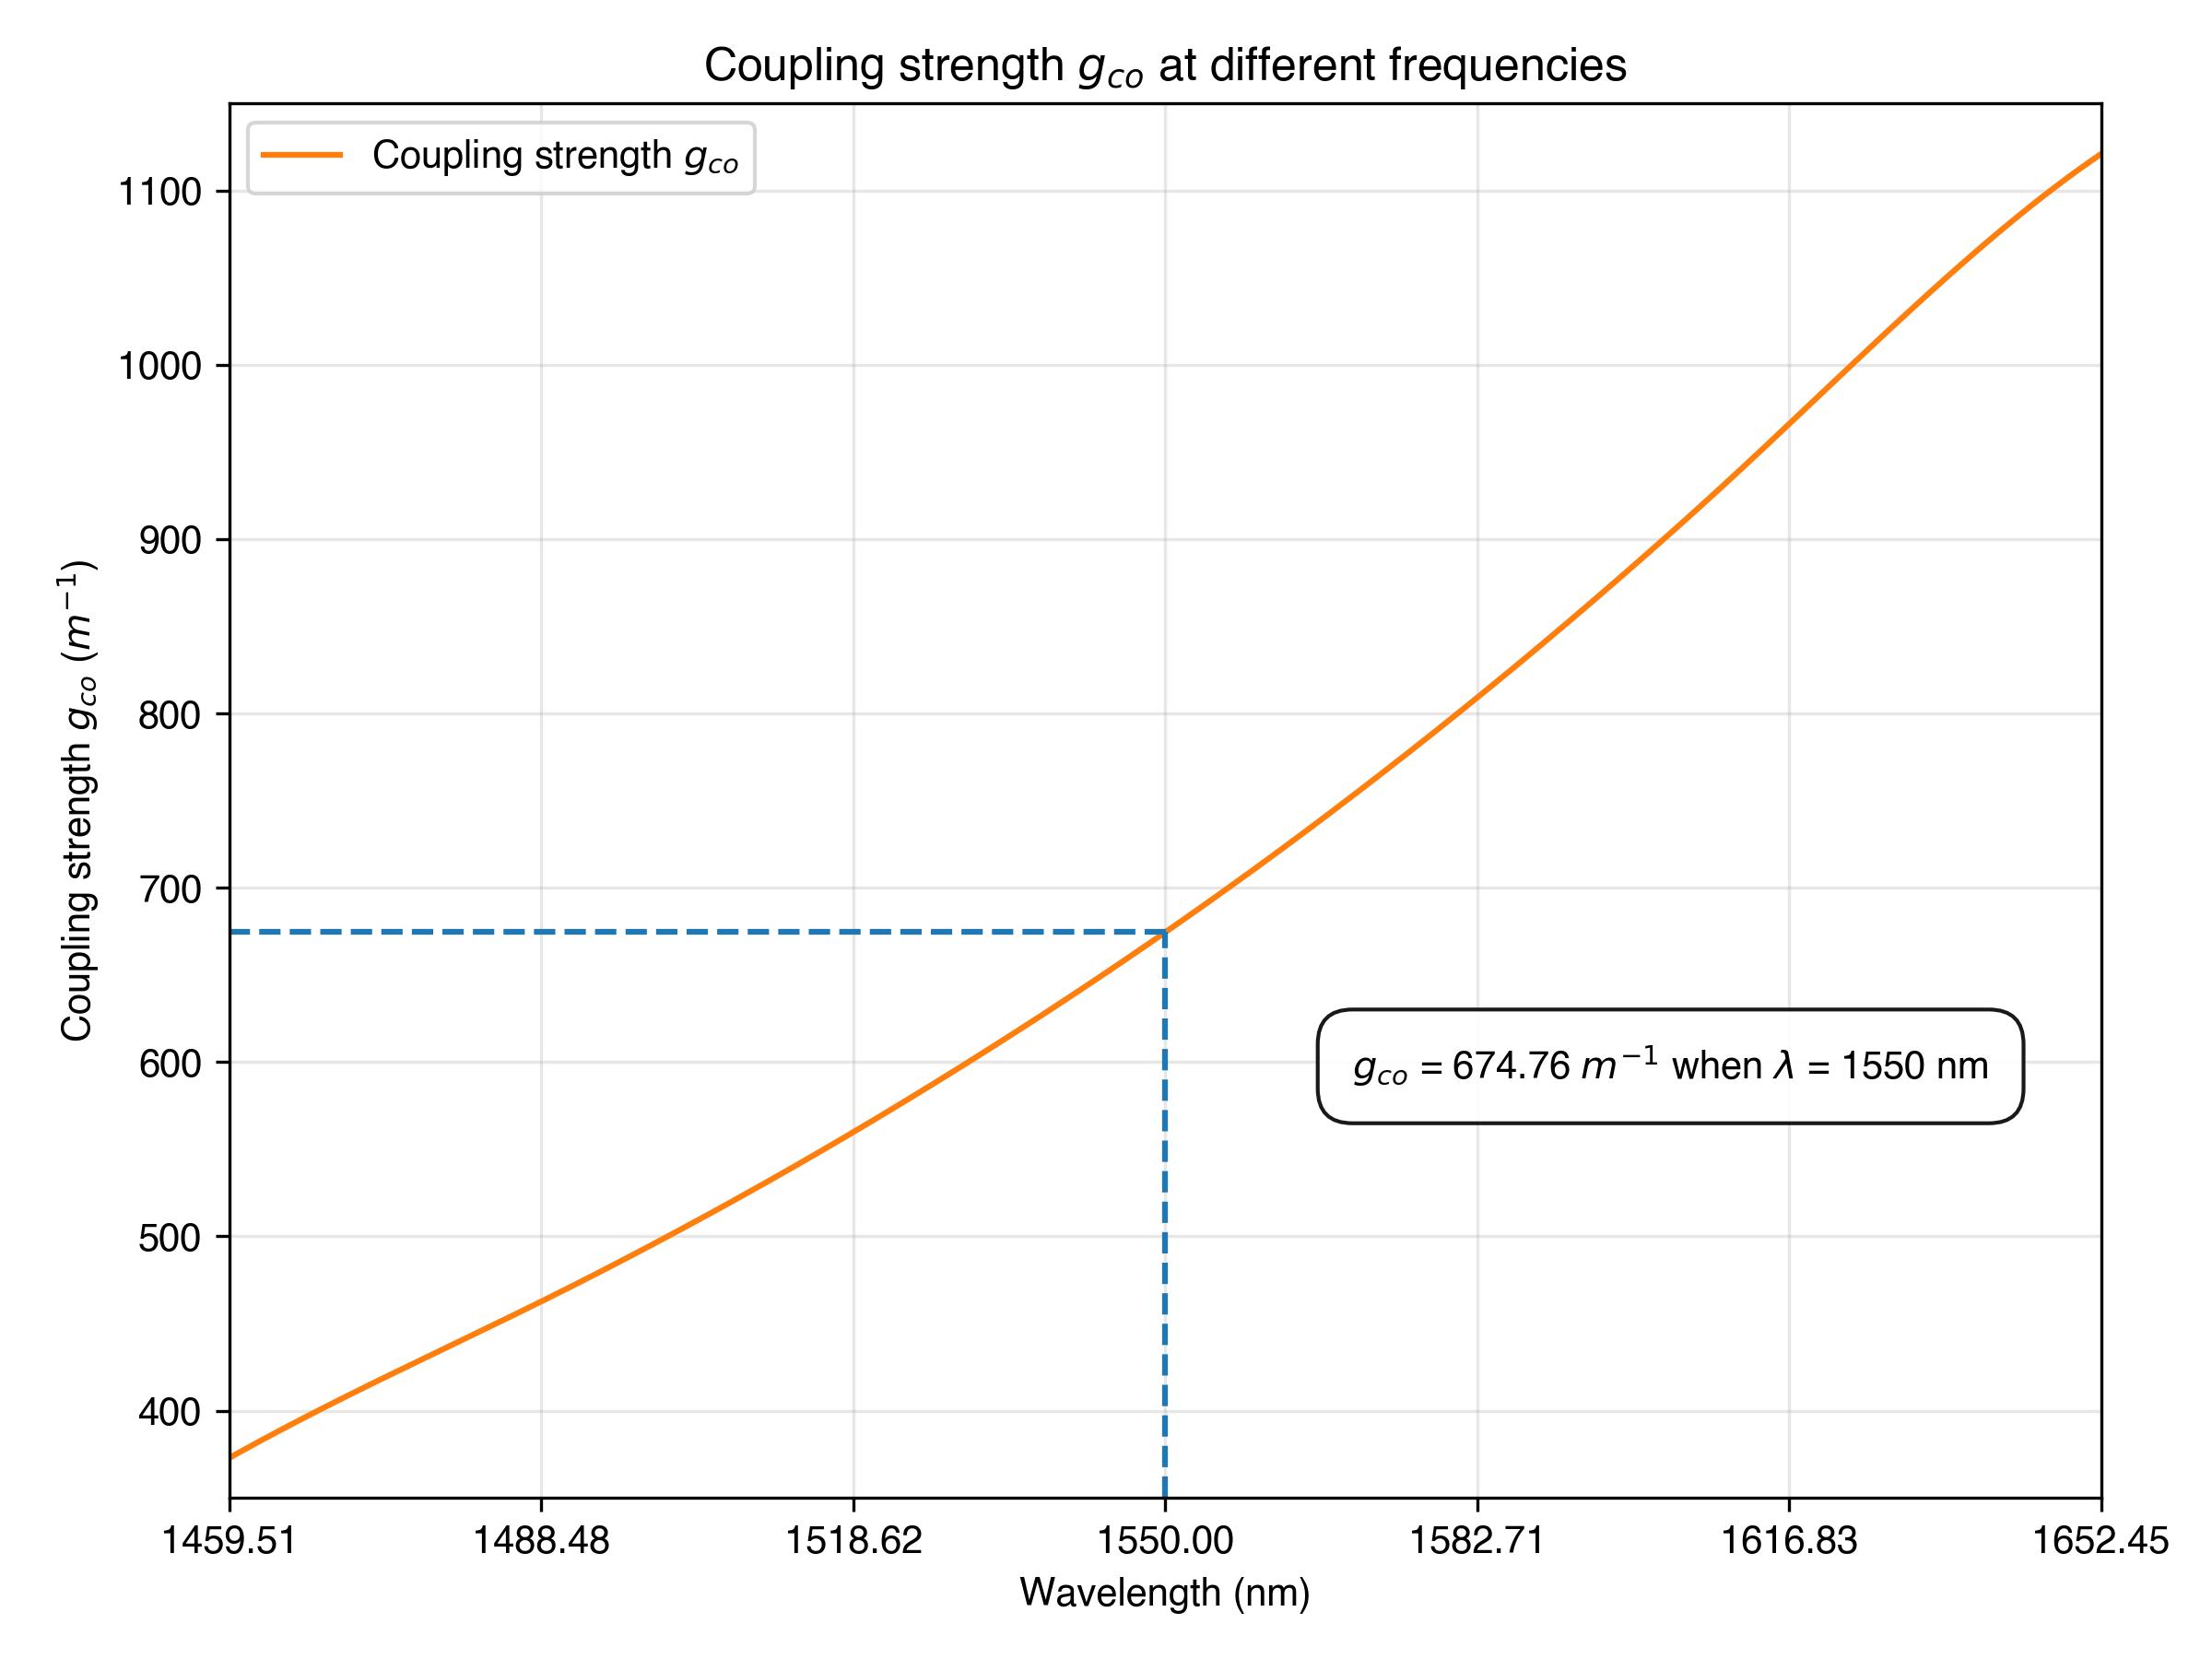 Coupling strength g_co at different frequencies
Coupling strength g_co
1100
1000
900
800
700
600
500
400
Coupling strength g_co (m⁻¹)
g_co = 674.76 m⁻¹ when λ = 1550 nm
1459.51 1488.48 1518.62 1550.00 1582.71 1616.83 1652.45
Wavelength (nm)